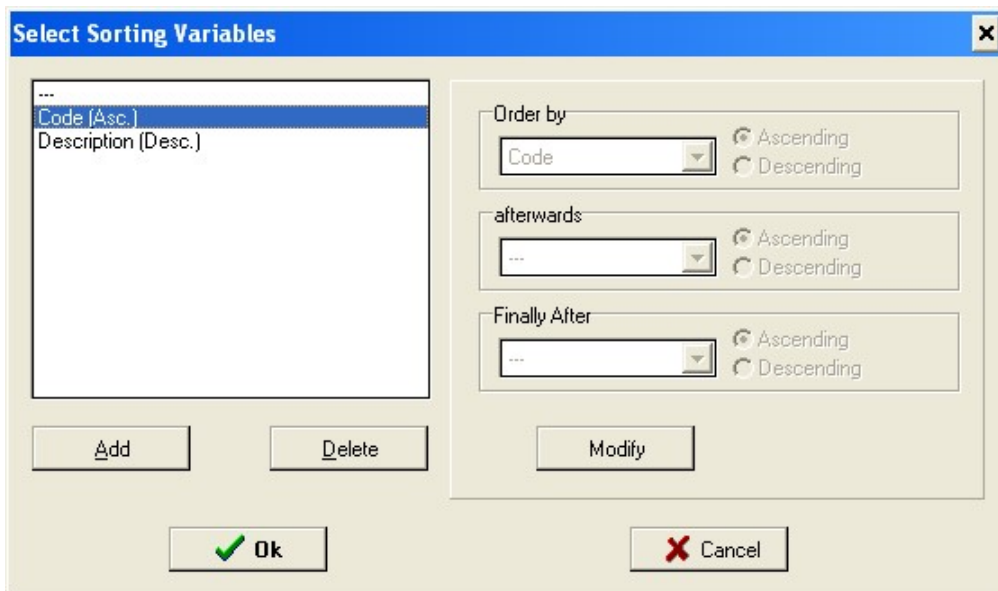 Select Sorting Variables
---
Code (Asc.)
Description (Desc.)
Order by
Code
Ascending
Descending
afterwards
---
Ascending
Descending
Finally After
---
Ascending
Descending
Add
Delete
Modify
Ok
Cancel